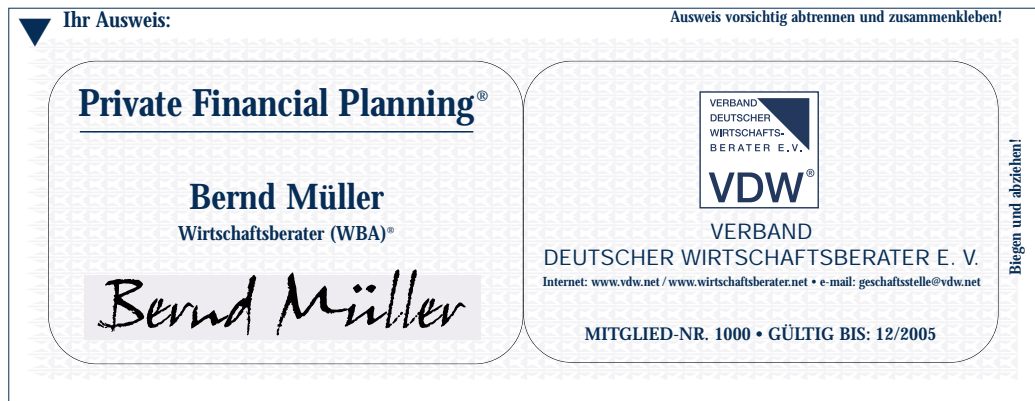 Ihr Ausweis:
Ausweis vorsichtig abtrennen und zusammenkleben!
Private Financial Planning®
Bernd Müller
Wirtschaftsberater (WBA)®
Bernd Müller
VERBAND
DEUTSCHER
WIRTSCHAFTS-
BERATER E.V.
VDW®
VERBAND
DEUTSCHER WIRTSCHAFTSBERATER E. V.
Internet: www.vdw.net / www.wirtschaftsberater.net • e-mail: geschaftsstelle@vdw.net
MITGLIED-NR. 1000 • GÜLTIG BIS: 12/2005
Biegen und abziehen!